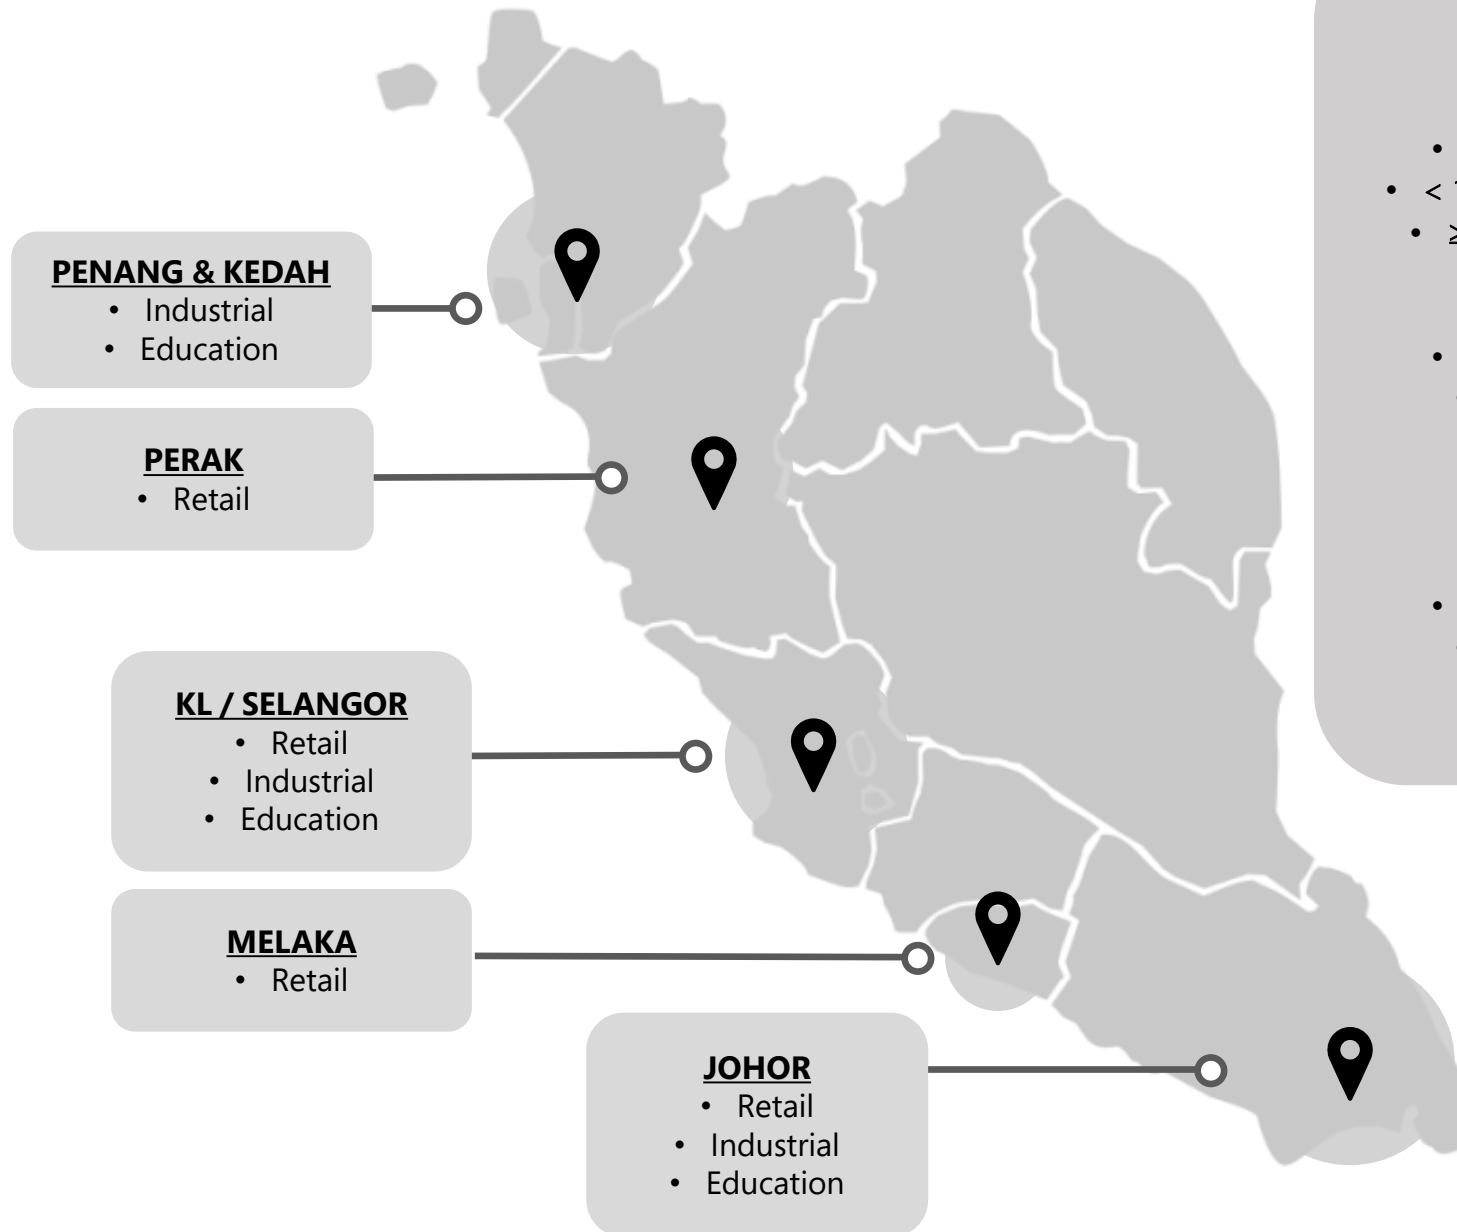 PENANG & KEDAH
• Industrial
• Education
PERAK
• Retail
KL / SELANGOR
• Retail
• Industrial
• Education
MELAKA
• Retail
JOHOR
• Retail
• Industrial
• Education
•
• <
• ≥
•
•